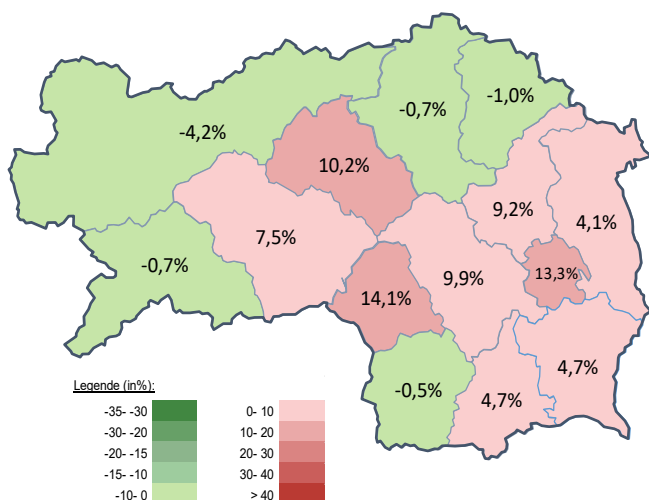 -1,0%
-0,7%
-4,2%
10,2%
9,2%
4,1%
7,5%
-0,7%
9,9%
13,3%
14,1%
4,7%
-0,5%
4,7%
Legende (in%):
-35- -30 0- 10
-30- -20 10- 20
-20- -15 20- 30
-15- -10 30- 40
-10- 0 > 40